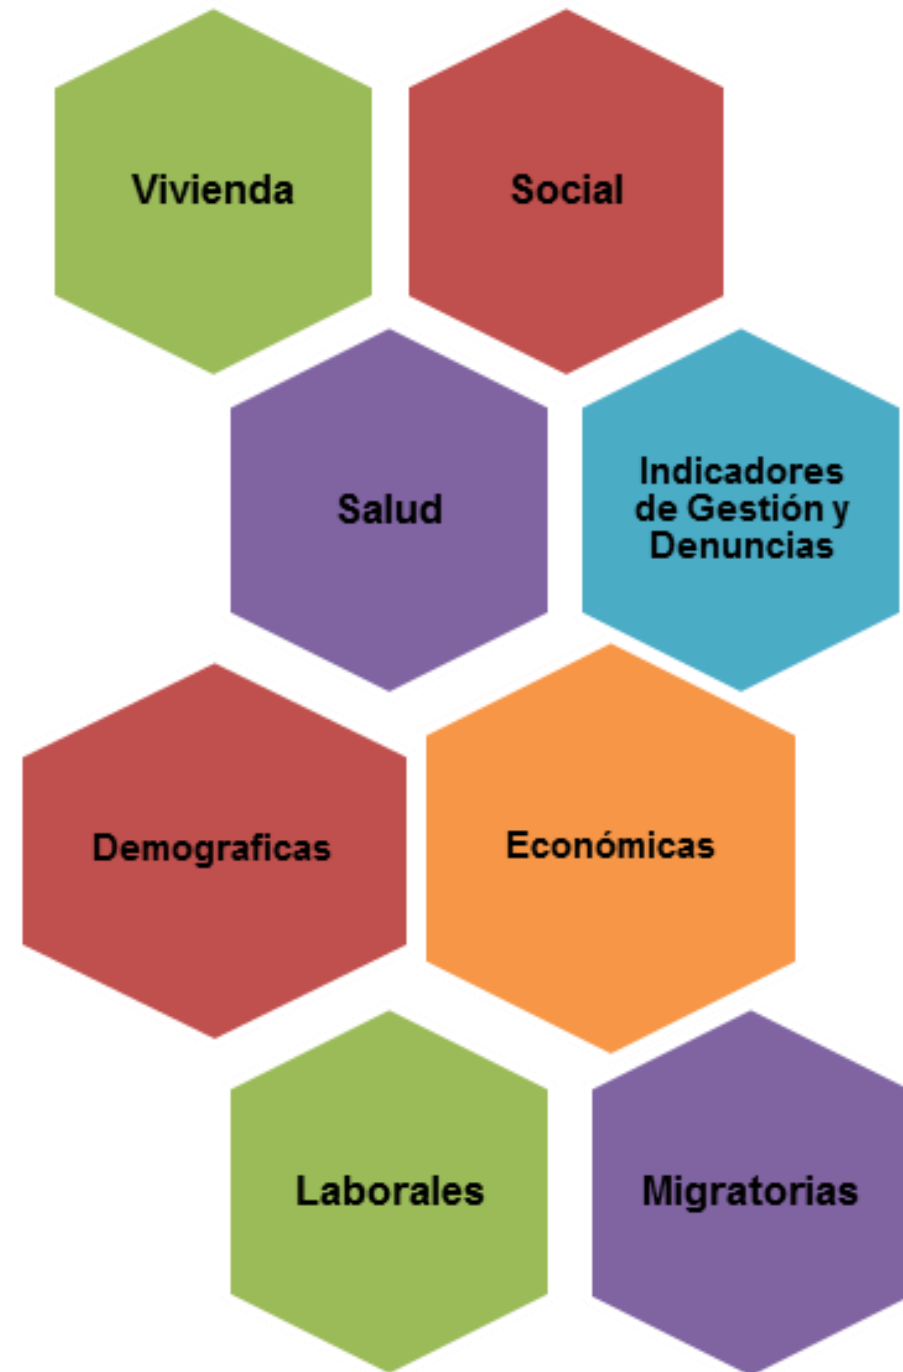 Vivienda
Social
Salud
Indicadores
de Gestión y
Denuncias
Demograficas
Económicas
Laborales
Migratorias